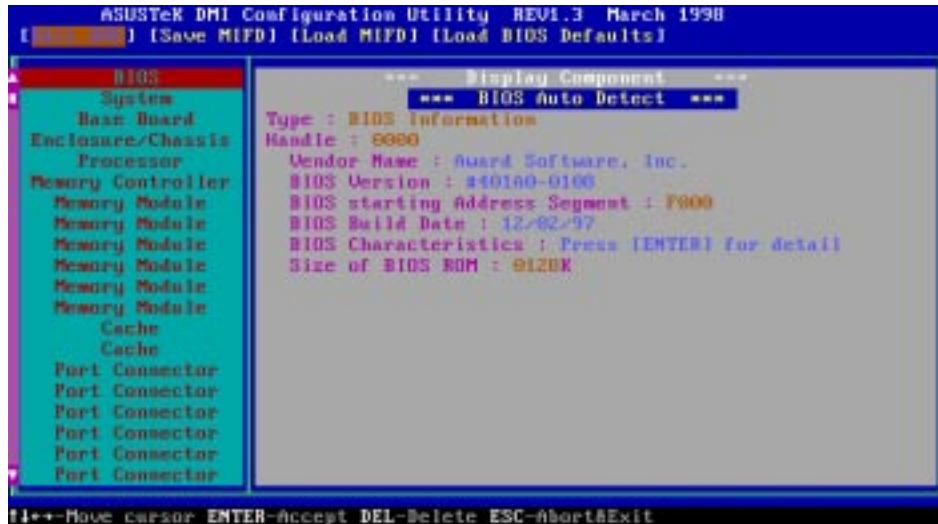 ASUSTeK DMI Configuration Utility REV1.3 March 1998
[ ] [Save MIFD] [Load MIFD] [Load BIOS Defaults]
BIOS
System
Base Board
Enclosure/Chassis
Processor
Memory Controller
Memory Module
Memory Module
Memory Module
Memory Module
Memory Module
Memory Module
Cache
Cache
Port Connector
Port Connector
Port Connector
Port Connector
Port Connector
Port Connector
*** Display Component ***
*** BIOS Auto Detect ***
Type : BIOS Information
Handle : 0000
Vendor Name : Award Software, Inc.
BIOS Version : #401A0-0108
BIOS starting Address Segment : F000
BIOS Build Date : 12/02/97
BIOS Characteristics : Press [ENTER] for detail
Size of BIOS ROM : 0128K
↑↓←→-Move cursor ENTER-Accept DEL-Delete ESC-Abort&Exit